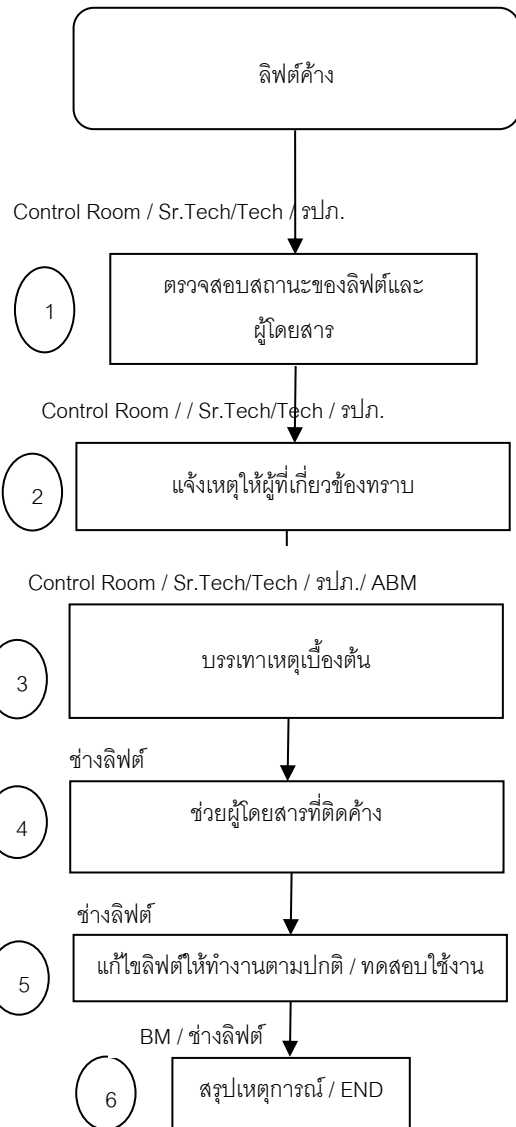 ลิฟต์ค้าง
Control Room / Sr.Tech/Tech / รปภ.
1
ตรวจสอบสถานะของลิฟต์และ
ผู้โดยสาร
Control Room / / Sr.Tech/Tech / รปภ.
2
แจ้งเหตุให้ผู้ที่เกี่ยวข้องทราบ
Control Room / Sr.Tech/Tech / รปภ./ ABM
3
บรรเทาเหตุเบื้องต้น
ช่างลิฟต์
4
ช่วยผู้โดยสารที่ติดค้าง
ช่างลิฟต์
5
แก้ไขลิฟต์ให้ทำงานตามปกติ / ทดสอบใช้งาน
BM / ช่างลิฟต์
6
สรุปเหตุการณ์ / END